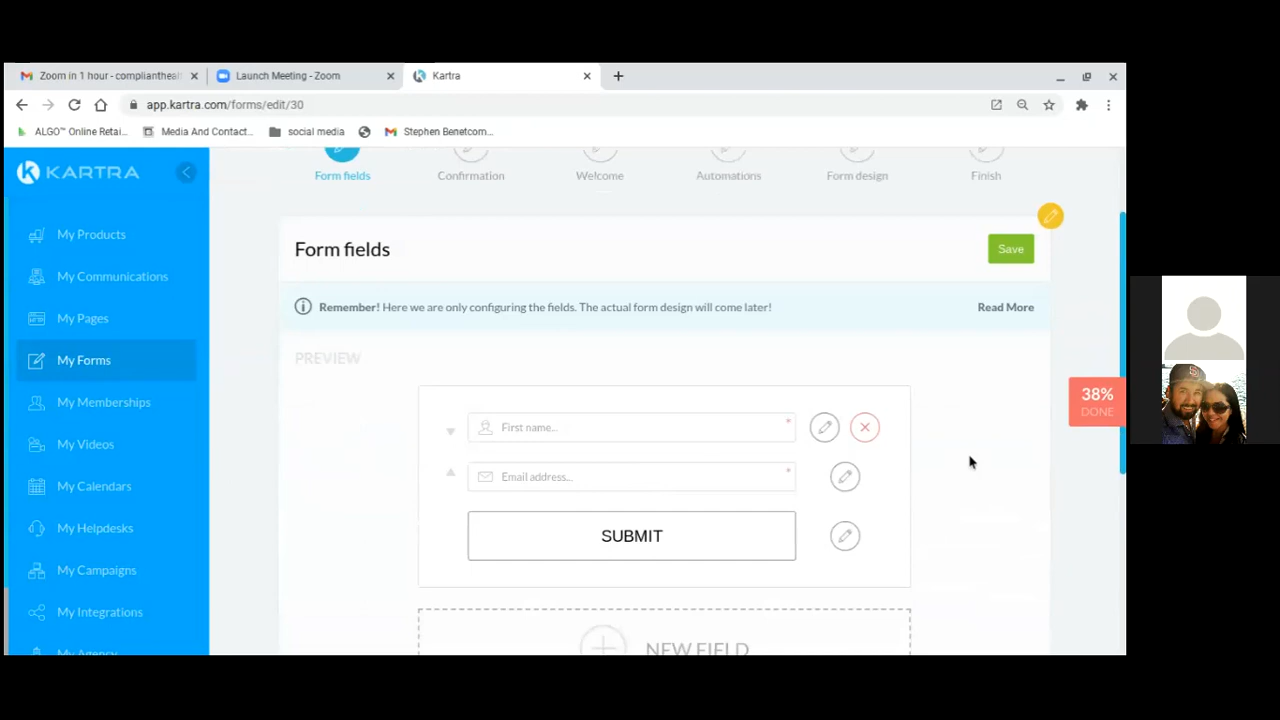 Zoom in 1 hour - allianthealt
Launch Meeting - Zoom
Kartra
app.kartra.com/forms/edit/30
ALGO™ Online Retai...
Media And Contact...
social media
Stephen Benetcom...
KARTRA
Form fields
Confirmation
Welcome
Automations
Form design
Finish
My Products
My Communications
My Pages
My Forms
My Memberships
My Videos
My Calendars
My Helpdesks
My Campaigns
My Integrations
My Agency
Form fields
Save
Remember! Here we are only configuring the fields. The actual form design will come later!
Read More
PREVIEW
First name... *
Email address... *
SUBMIT
NEW FIELD
38%
DONE